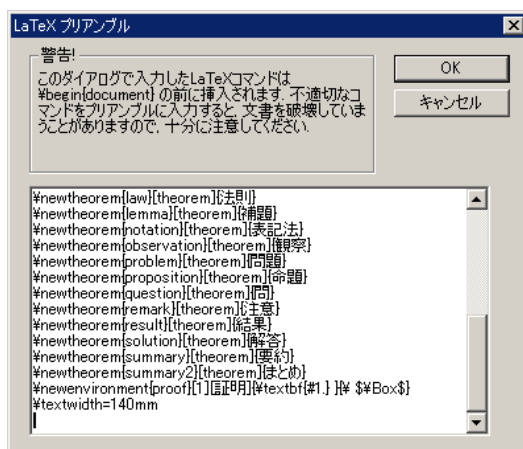 LaTeX プリアンブル
警告!
このダイアログで入力したLaTeXコマンドは
¥begin{document} の前に挿入されます. 不適切なコ
マンドをプリアンブルに入力すると, 文書を破壊していま
うことがありますので, 十分に注意してください.
OK
キャンセル
¥newtheorem{law}[theorem]{法則}
¥newtheorem{lemma}[theorem]{補題}
¥newtheorem{notation}[theorem]{表記法}
¥newtheorem{observation}[theorem]{観察}
¥newtheorem{problem}[theorem]{問題}
¥newtheorem{proposition}[theorem]{命題}
¥newtheorem{question}[theorem]{問}
¥newtheorem{remark}[theorem]{注意}
¥newtheorem{result}[theorem]{結果}
¥newtheorem{solution}[theorem]{解答}
¥newtheorem{summary}[theorem]{要約}
¥newtheorem{summary2}[theorem]{まとめ}
¥newenvironment{proof}[1][証明]{¥textbf{#1.} }{¥ $¥Box$}
¥textwidth=140mm